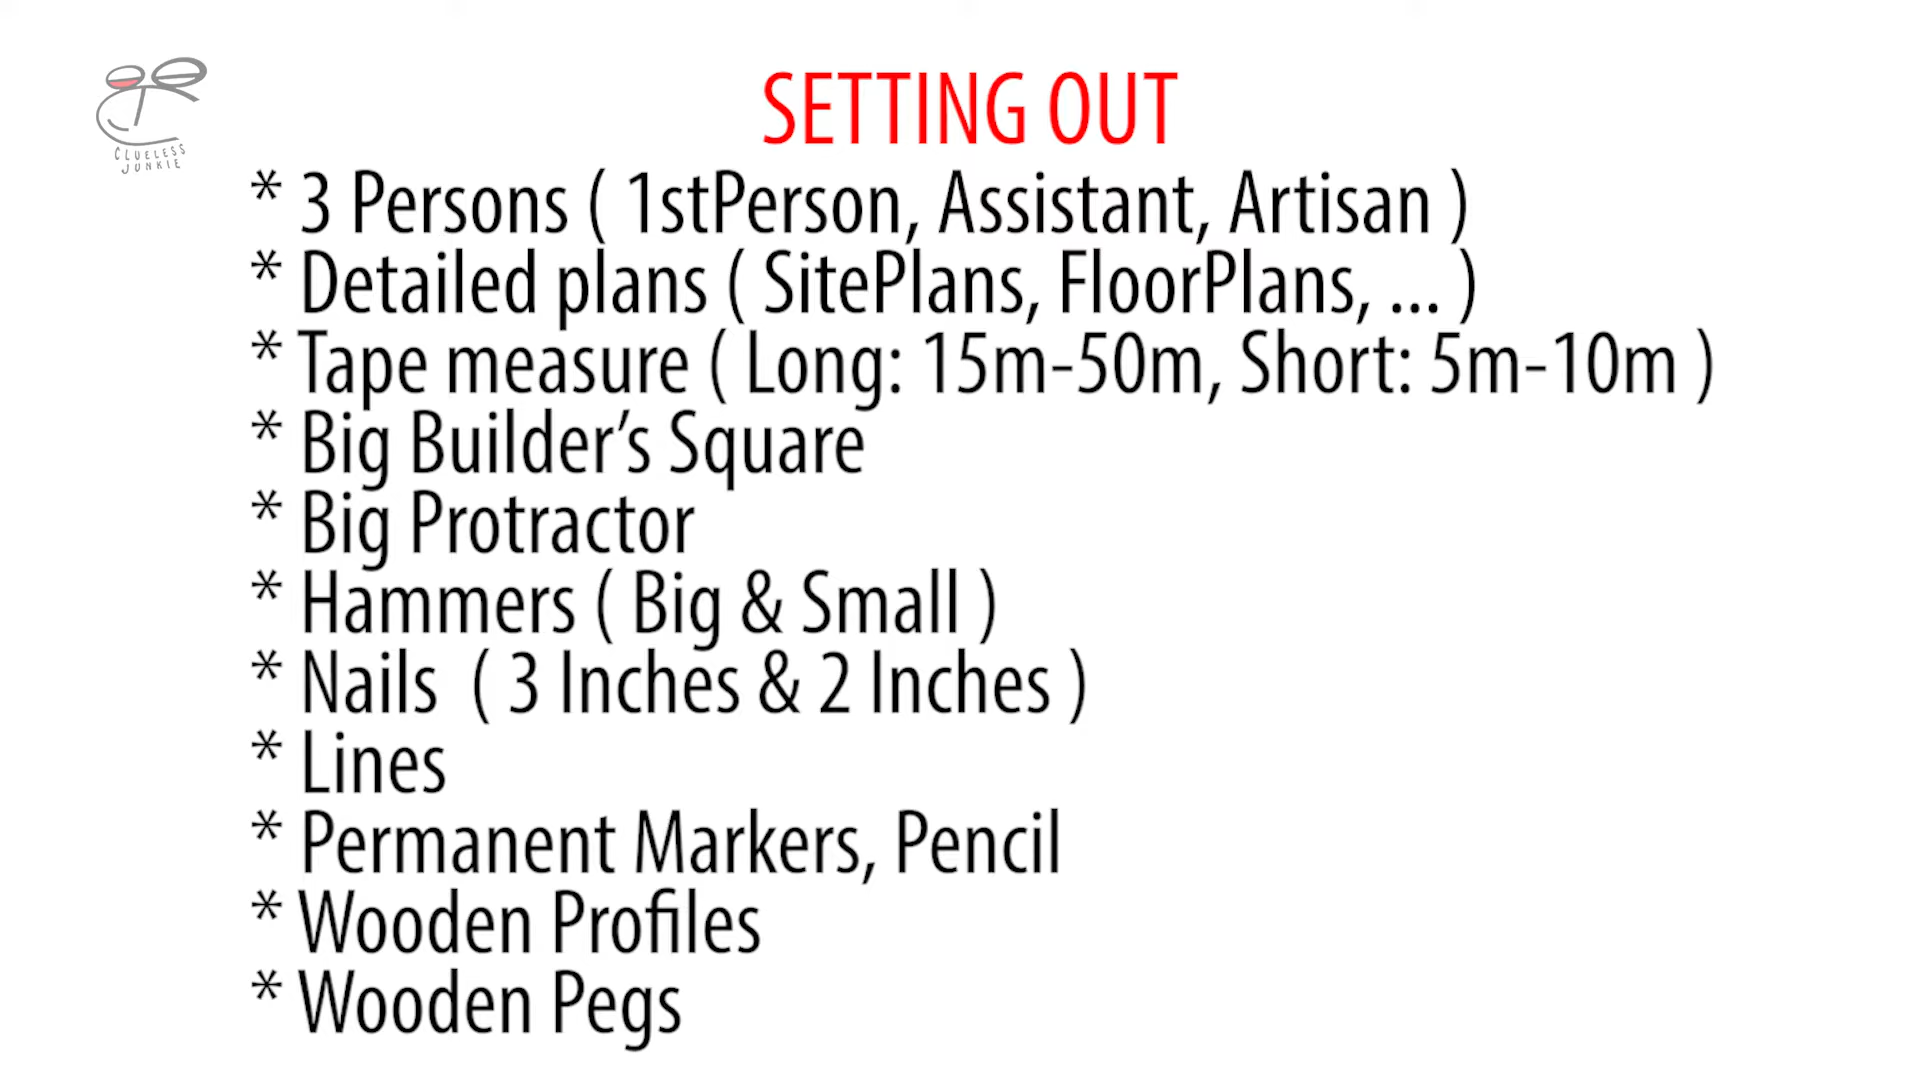 CLUELESS
JUNKIE
SETTING OUT
* 3 Persons ( 1stPerson, Assistant, Artisan )
* Detailed plans ( SitePlans, FloorPlans, ... )
* Tape measure ( Long: 15m-50m, Short: 5m-10m )
* Big Builder’s Square
* Big Protractor
* Hammers ( Big & Small )
* Nails  ( 3 Inches & 2 Inches )
* Lines
* Permanent Markers, Pencil
* Wooden Profiles
* Wooden Pegs